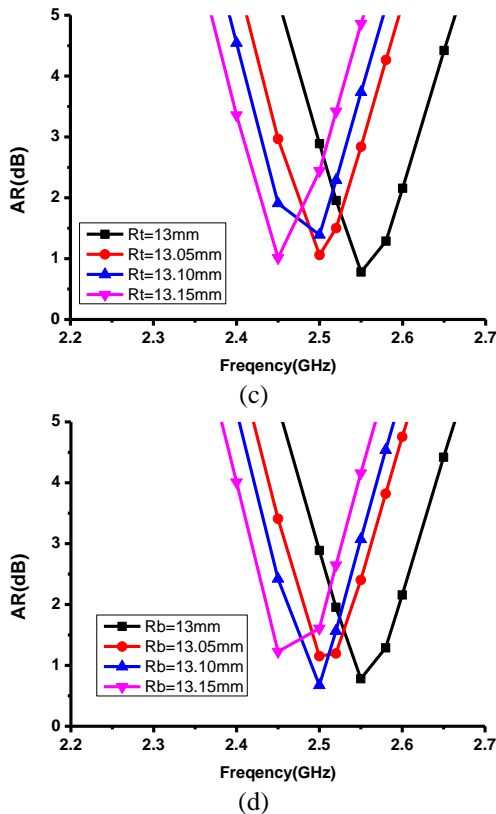 5
4
3
2
1
0
AR(dB)
Rt=13mm
Rt=13.05mm
Rt=13.10mm
Rt=13.15mm
2.2 2.3 2.4 2.5 2.6 2.7
Freqency(GHz)
(c)
5
4
3
2
1
0
AR(dB)
Rb=13mm
Rb=13.05mm
Rb=13.10mm
Rb=13.15mm
2.2 2.3 2.4 2.5 2.6 2.7
Freqency(GHz)
(d)